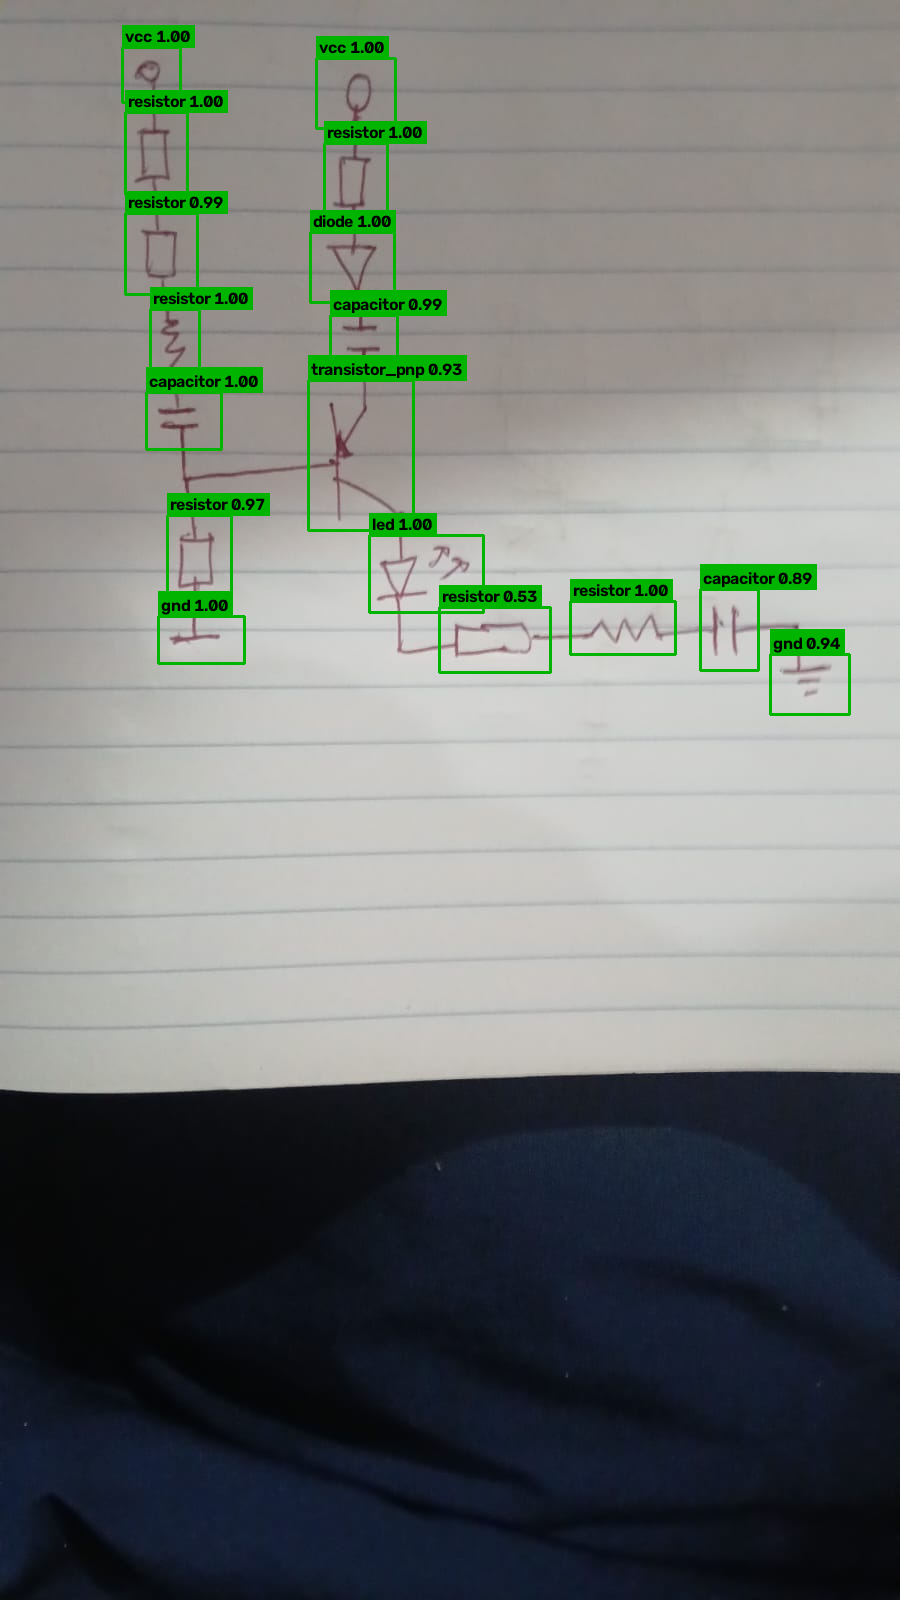 vcc 1.00
vcc 1.00
resistor 1.00
resistor 1.00
resistor 0.99
diode 1.00
resistor 1.00
capacitor 0.99
capacitor 1.00
transistor_pnp 0.93
resistor 0.97
led 1.00
gnd 1.00
resistor 0.53
resistor 1.00
capacitor 0.89
gnd 0.94